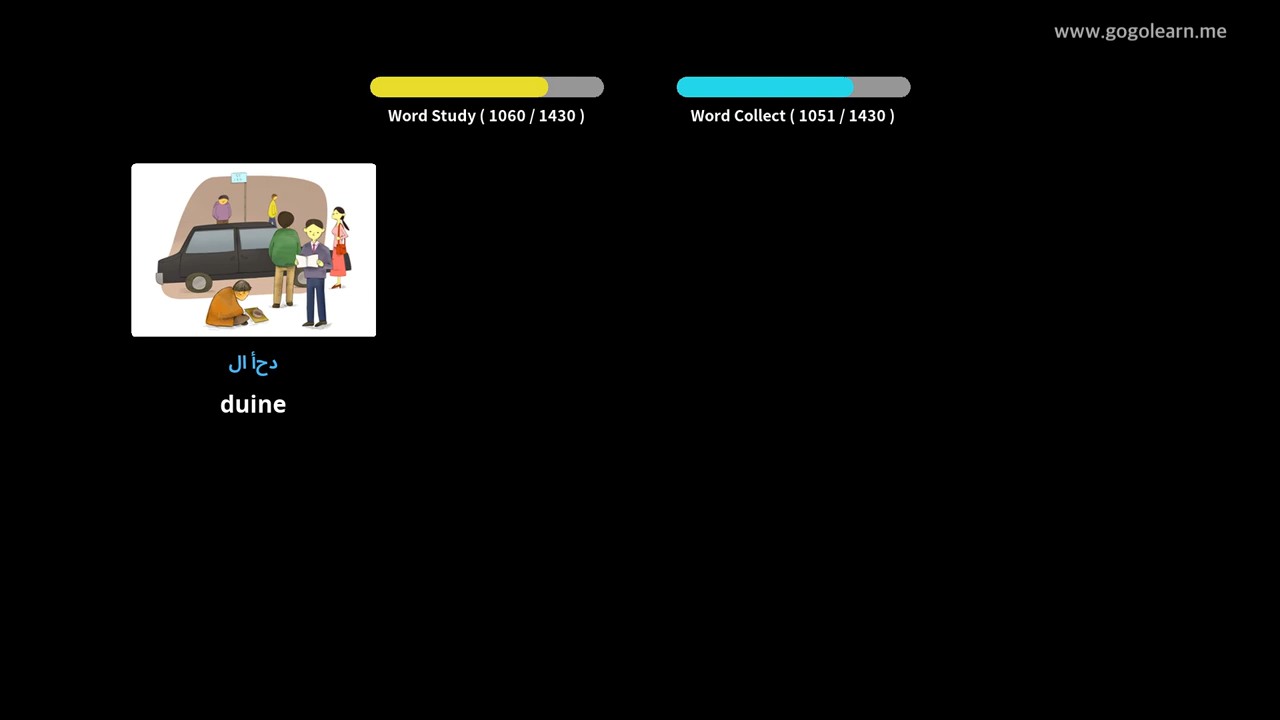 www.gogolearn.me
Word Study ( 1060 / 1430 )
Word Collect ( 1051 / 1430 )
دحأ ال
duine